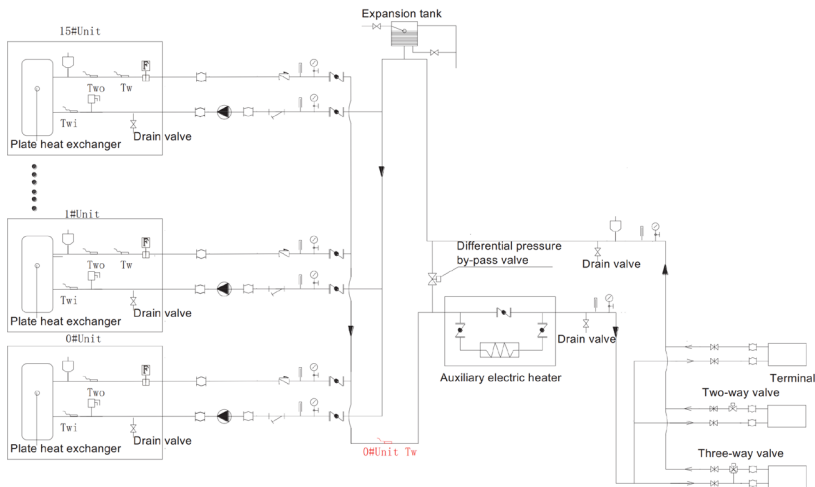 Expansion tank
15#Unit
F
Two
Tw
Twi
Drain valve
Plate heat exchanger
1#Unit
F
Two
Tw
Twi
Drain valve
Plate heat exchanger
Differential pressure
by-pass valve
Drain valve
0#Unit
F
Two
Twi
Drain valve
Plate heat exchanger
Drain valve
Auxiliary electric heater
Terminal
Two-way valve
0#Unit Tw
Three-way valve